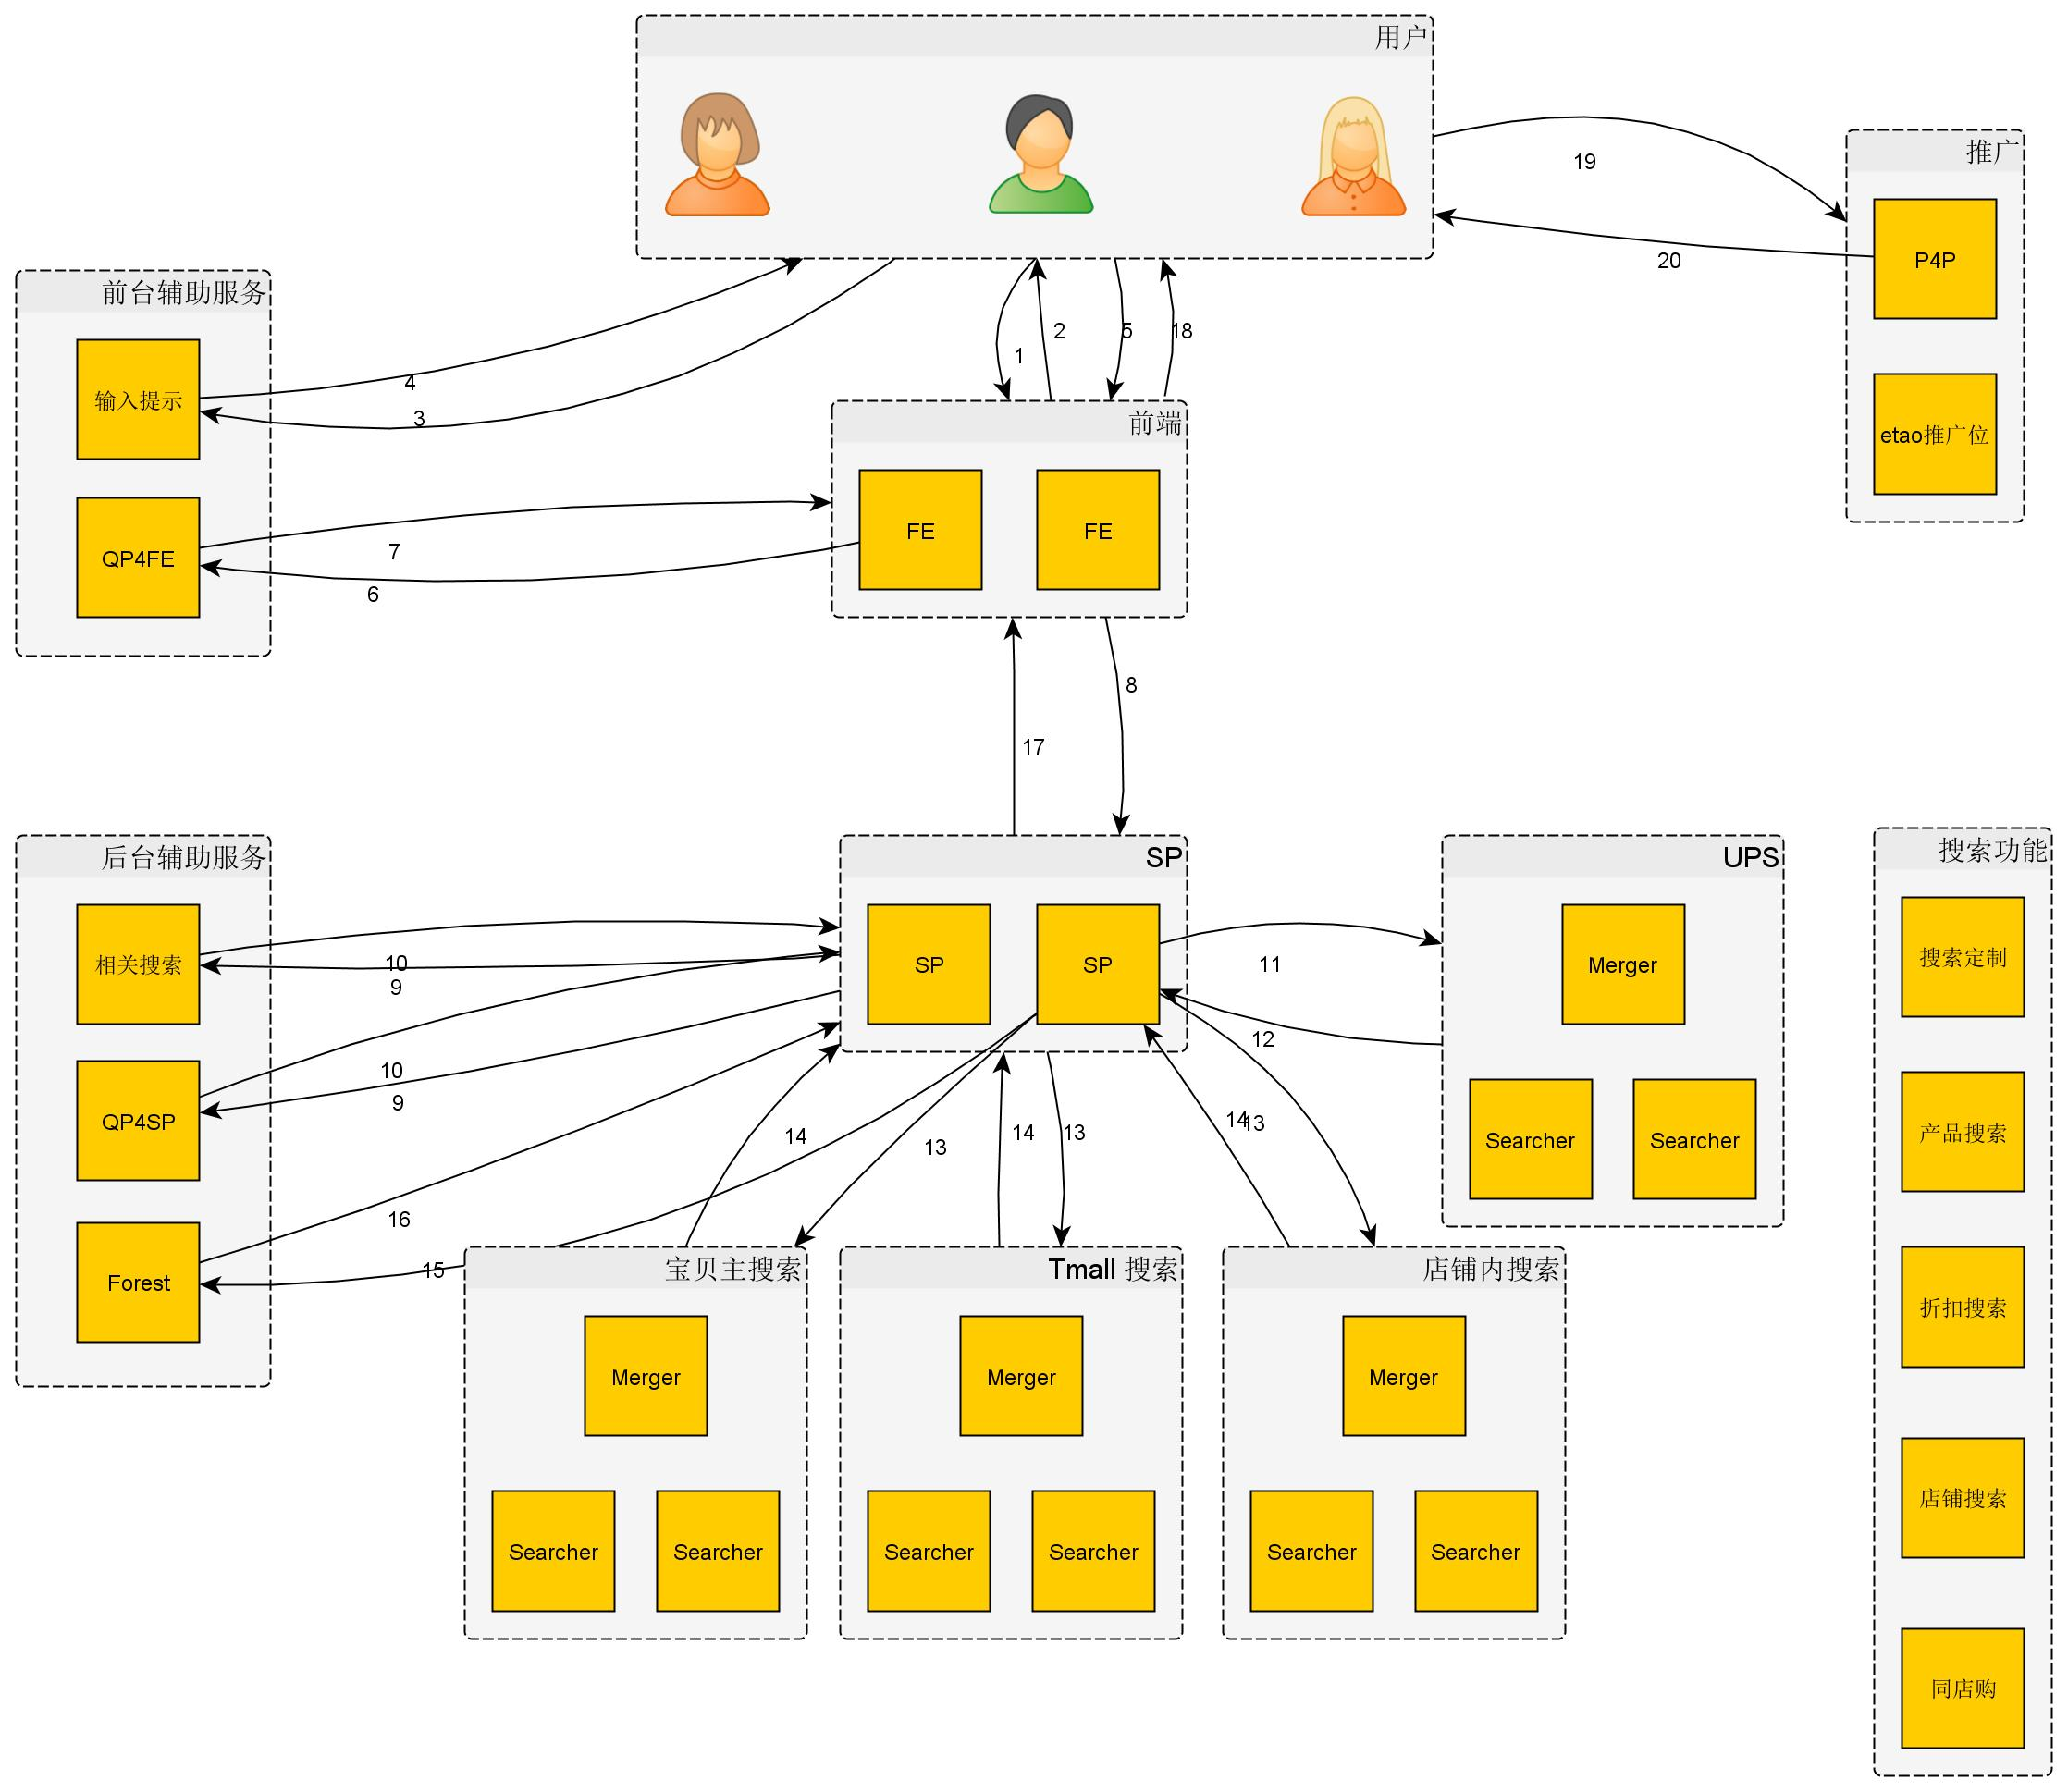 用户
19
推广
P4P
20
前台辅助服务
1
2
5
18
4
3
输入提示
前端
etao推广位
FE
FE
7
QP4FE
6
8
17
后台辅助服务
SP
UPS
搜索功能
相关搜索
10
9
SP
SP
11
Merger
搜索定制
12
10
9
QP4SP
14
13
14
13
14
13
Searcher
Searcher
产品搜索
16
15
Forest
宝贝主搜索
Tmall 搜索
店铺内搜索
折扣搜索
Merger
Merger
Merger
店铺搜索
Searcher
Searcher
Searcher
Searcher
Searcher
Searcher
同店购